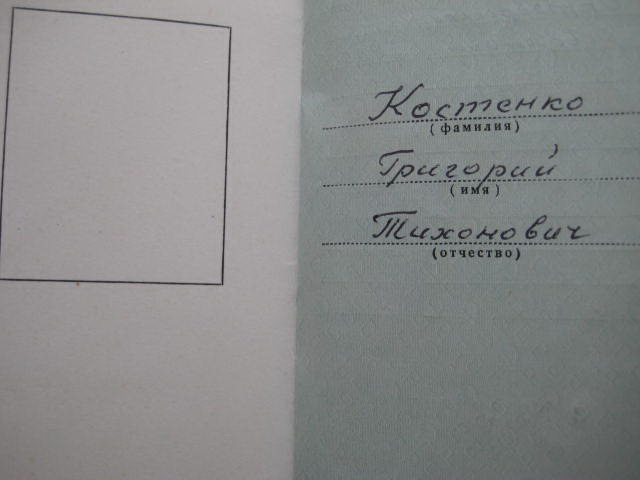 Костенко
(фамилия)
Григорий
(имя)
Тихонович
(отчество)